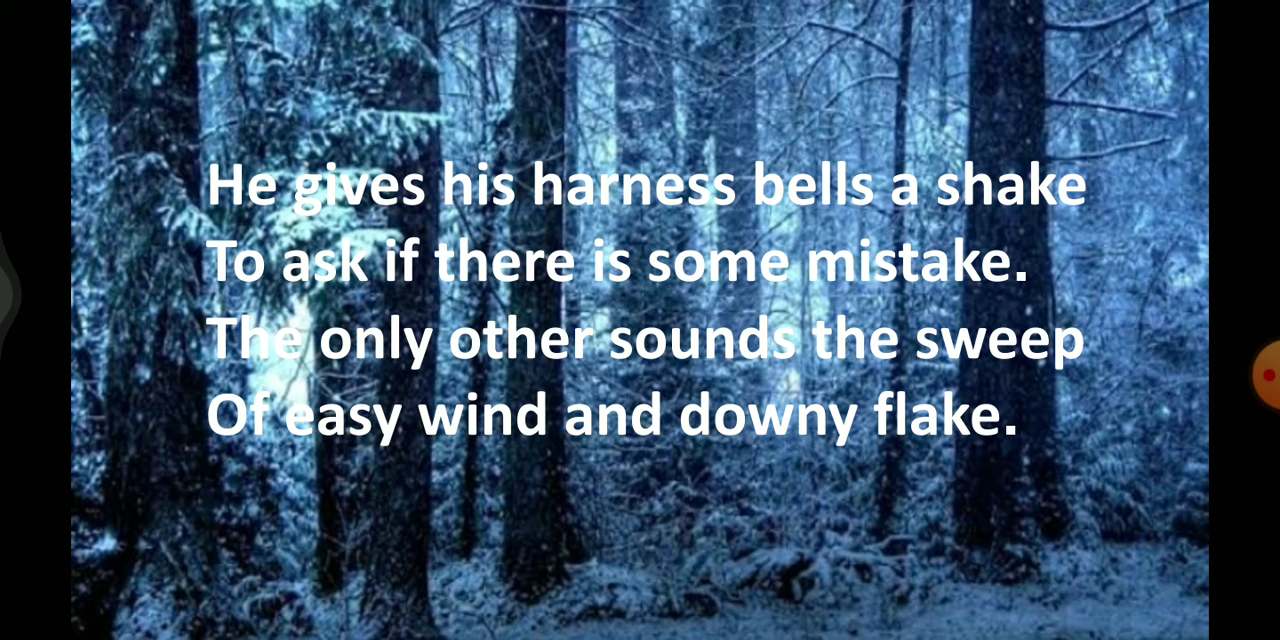 He gives his harness bells a shake
To ask if there is some mistake.
The only other sounds the sweep
Of easy wind and downy flake.